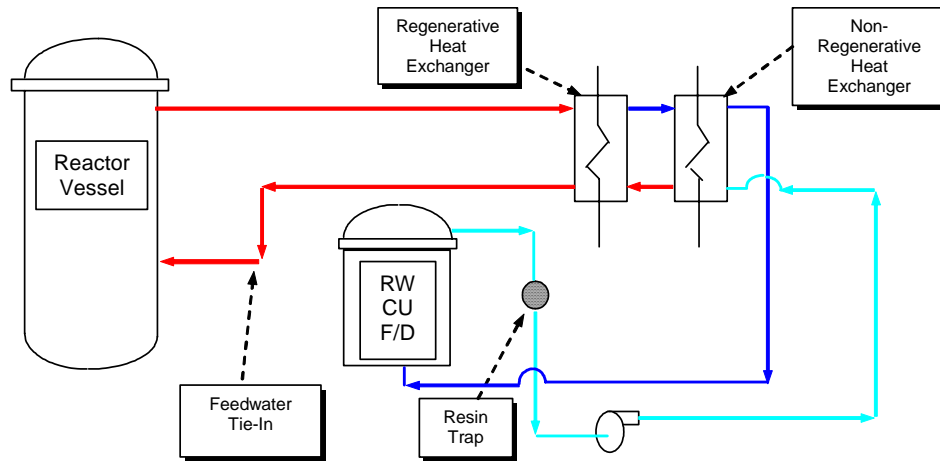 Regenerative
Heat
Exchanger
Non-
Regenerative
Heat
Exchanger
Reactor
Vessel
RW
CU
F/D
Feedwater
Tie-In
Resin
Trap